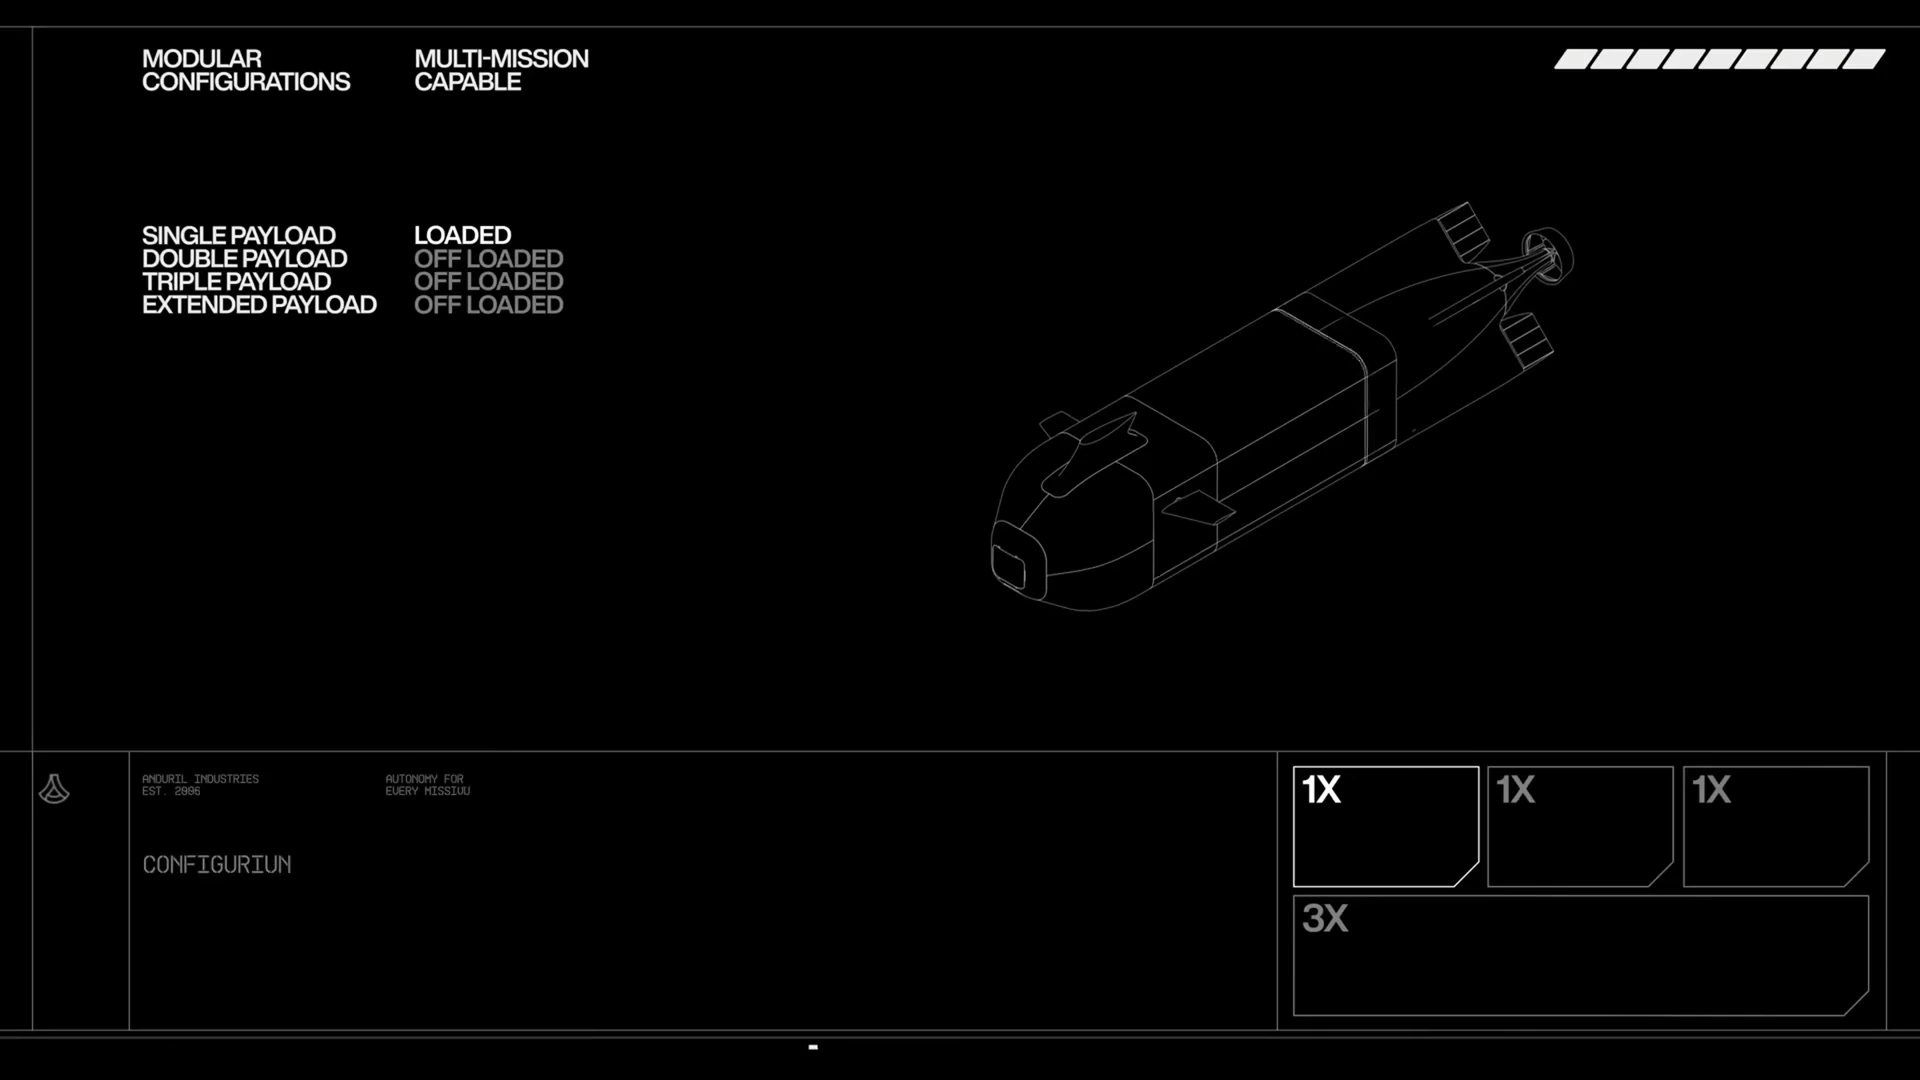 MODULAR
CONFIGURATIONS
MULTI-MISSION
CAPABLE
SINGLE PAYLOAD LOADED
DOUBLE PAYLOAD OFF LOADED
TRIPLE PAYLOAD OFF LOADED
EXTENDED PAYLOAD OFF LOADED
ANDURIL INDUSTRIES
EST. 2006
AUTONOMY FOR
EVERY MISSIVU
CONFIGURIUN
1X
1X
1X
3X